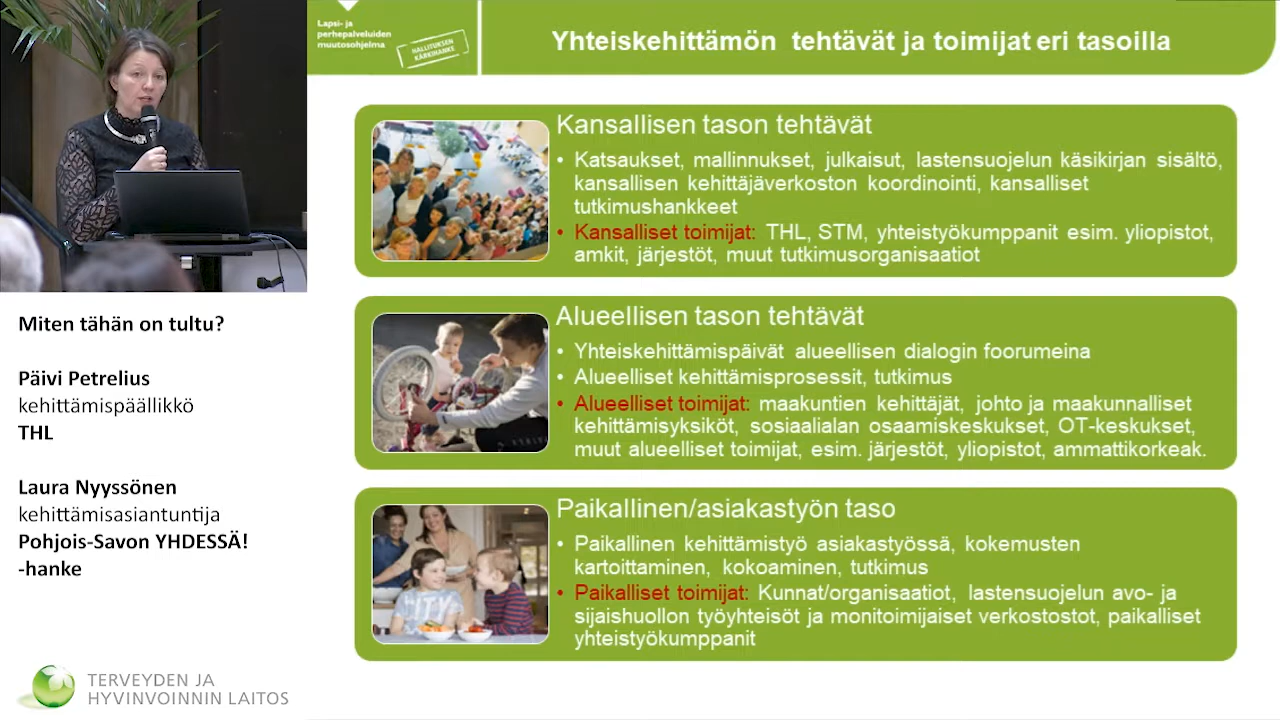 Lapsi- ja
perhepalveluiden
muutosohjelma
HALLITUKSEN
KÄRKIHANKE
Yhteiskehittämön tehtävät ja toimijat eri tasoilla
Kansallisen tason tehtävät
• Katsaukset, mallinnukset, julkaisut, lastensuojelun käsikirjan sisältö,
kansallisen kehittäjäverkoston koordinointi, kansalliset
tutkimushankkeet
• Kansalliset toimijat: THL, STM, yhteistyökumppanit esim. yliopistot,
amkit, järjestöt, muut tutkimusorganisaatiot
Alueellisen tason tehtävät
• Yhteiskehittämispäivät alueellisen dialogin foorumeina
• Alueelliset kehittämisprosessit, tutkimus
• Alueelliset toimijat: maakuntien kehittäjät, johto ja maakunnalliset
kehittämisyksiköt, sosiaalialan osaamiskeskukset, OT-keskukset,
muut alueelliset toimijat, esim. järjestöt, yliopistot, ammattikorkeak.
Paikallinen/asiakastyön taso
• Paikallinen kehittämistyö asiakastyössä, kokemusten
kartoittaminen, kokoaminen, tutkimus
• Paikalliset toimijat: Kunnat/organisaatiot, lastensuojelun avo- ja
sijaishuollon työyhteisöt ja monitoimijaiset verkostostot, paikalliset
yhteistyökumppanit
Miten tähän on tultu?
Päivi Petrelius
kehittämispäällikkö
THL
Laura Nyyssönen
kehittämisasiantuntija
Pohjois-Savon YHDESSÄ!
-hanke
TERVEYDEN JA
HYVINVOINNIN LAITOS